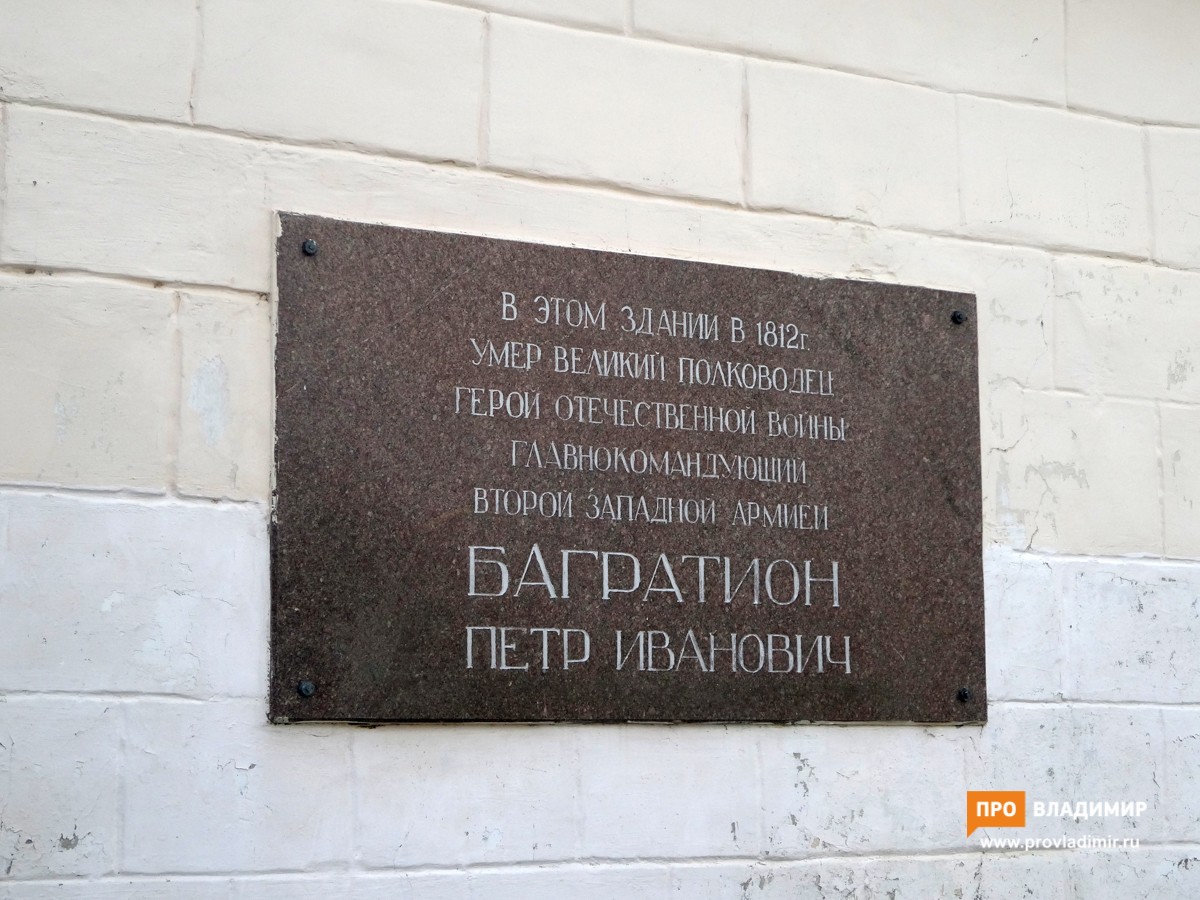 В ЭТОМ ЗДАНИИ В 1812г.
УМЕР ВЕЛИКИЙ ПОЛКОВОДЕЦ
ГЕРОЙ ОТЕЧЕСТВЕННОЙ ВОЙНЫ
ГЛАВНОКОМАНДУЮЩИЙ
ВТОРОЙ ЗАПАДНОЙ АРМИЕЙ
БАГРАТИОН
ПЕТР ИВАНОВИЧ
ПРО ВЛАДИМИР
www.provladimir.ru